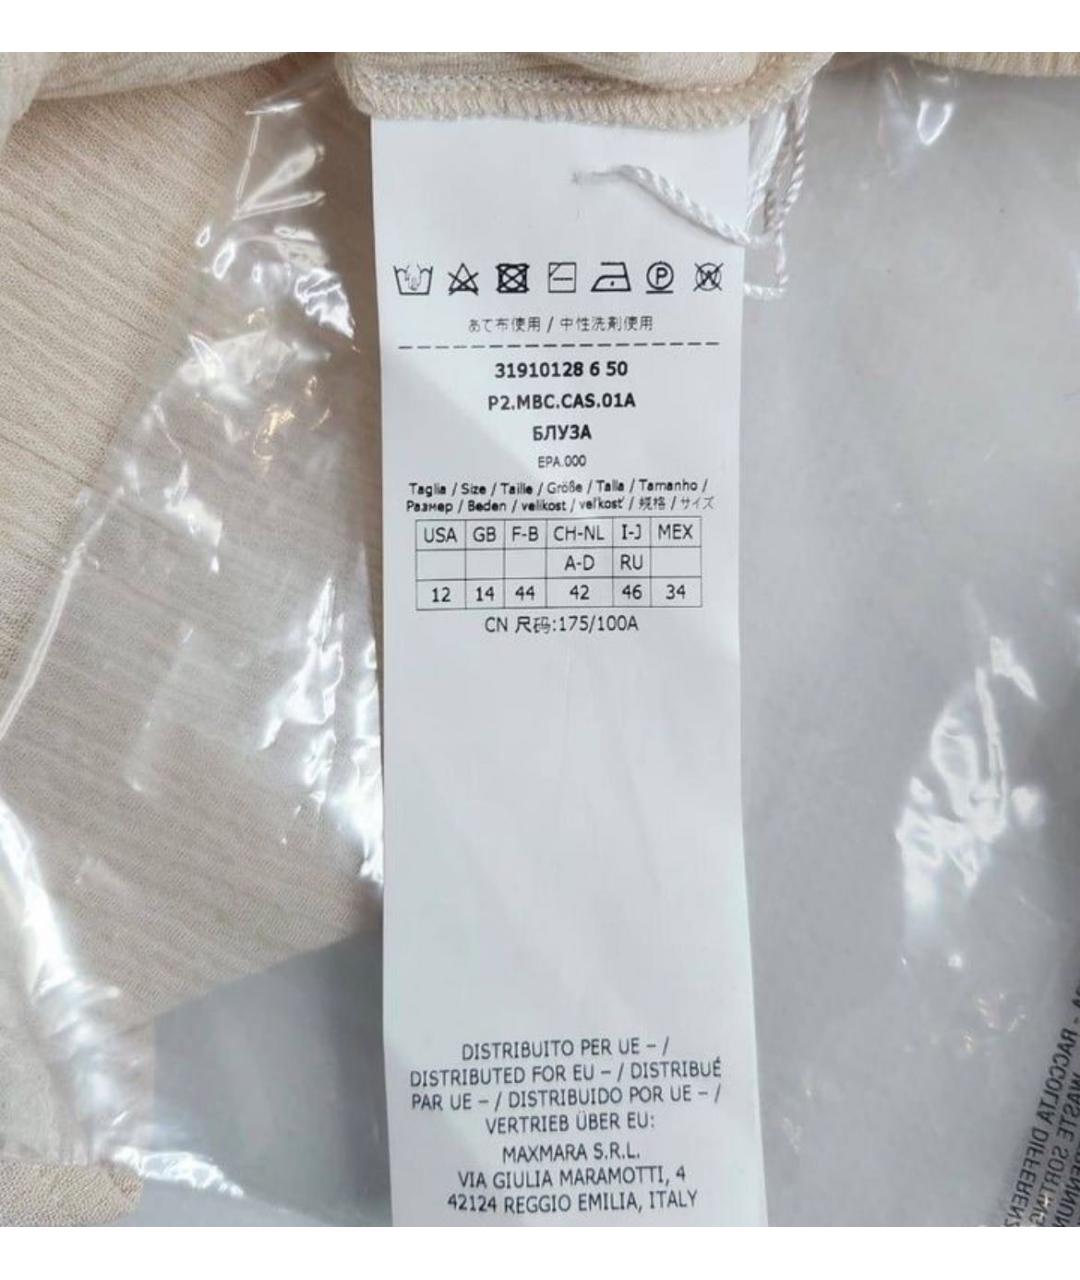 P
W
あて布使用 / 中性洗剤使用
31910128 6 50
P2.MBC.CAS.01A
БЛУЗА
EPA.000
Taglia / Size / Taille / Größe / Talla / Tamanho /
Размер / Beden / velikost / veľkosť / 规格 / サイズ
USA GB F-B CH-NL I-J MEX
A-D RU
12 14 44 42 46 34
CN 尺码:175/100A
DISTRIBUITO PER UE – /
DISTRIBUTED FOR EU – / DISTRIBUÉ
PAR UE – / DISTRIBUIDO POR UE – /
VERTRIEB ÜBER EU:
MAXMARA S.R.L.
VIA GIULIA MARAMOTTI, 4
42124 REGGIO EMILIA, ITALY
RACCOLTA DIFFEREN
WASTE SORTING